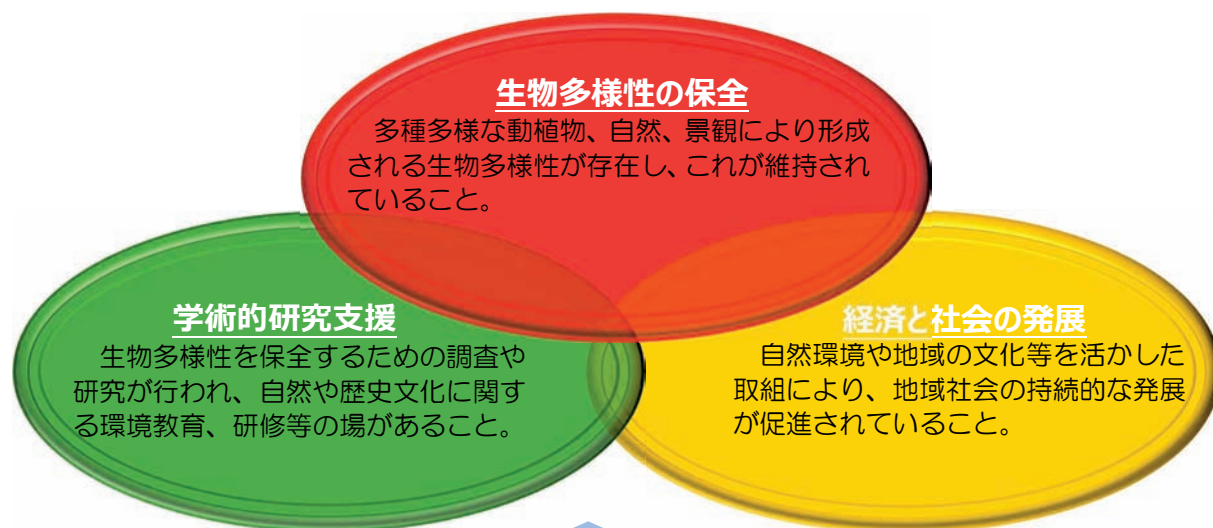 生物多様性の保全
多種多様な動植物、自然、景観により形成
される生物多様性が存在し、これが維持され
ていること。
学術的研究支援
生物多様性を保全するための調査や
研究が行われ、自然や歴史文化に関す
る環境教育、研修等の場があること。
経済と社会の発展
自然環境や地域の文化等を活かした
取組により、地域社会の持続的な発展
が促進されていること。